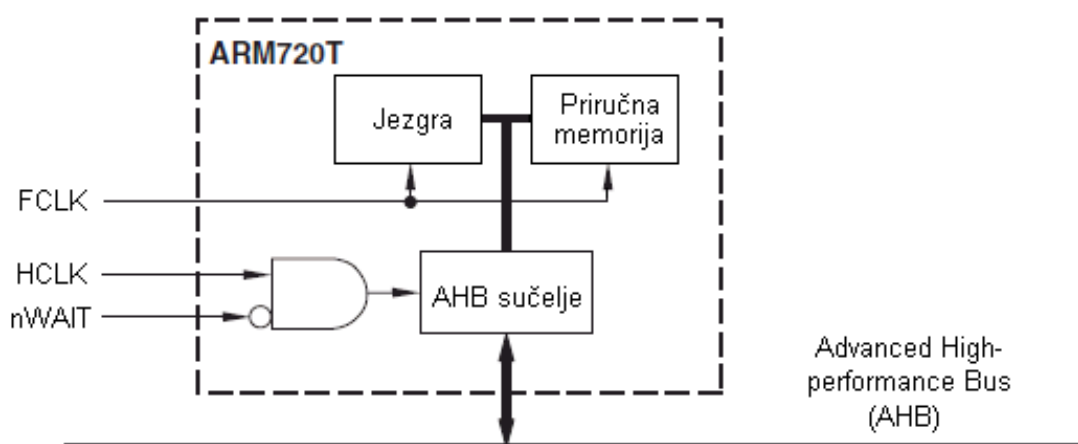 ARM720T
Jezgra
Priručna
memorija
FCLK
HCLK
nWAIT
AHB sučelje
Advanced High-
performance Bus
(AHB)